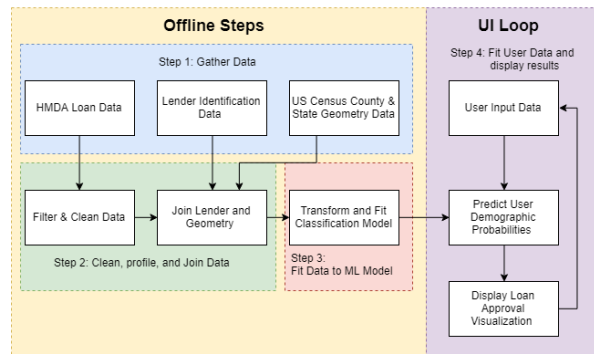 Offline Steps
UI Loop
Step 1: Gather Data
Step 4: Fit User Data and
display results
HMDA Loan Data
Lender Identification
Data
US Census County &
State Geometry Data
User Input Data
Filter & Clean Data
Join Lender and
Geometry
Transform and Fit
Classification Model
Predict User
Demographic
Probabilities
Step 2: Clean, profile, and Join Data
Step 3:
Fit Data to ML Model
Display Loan
Approval
Visualization